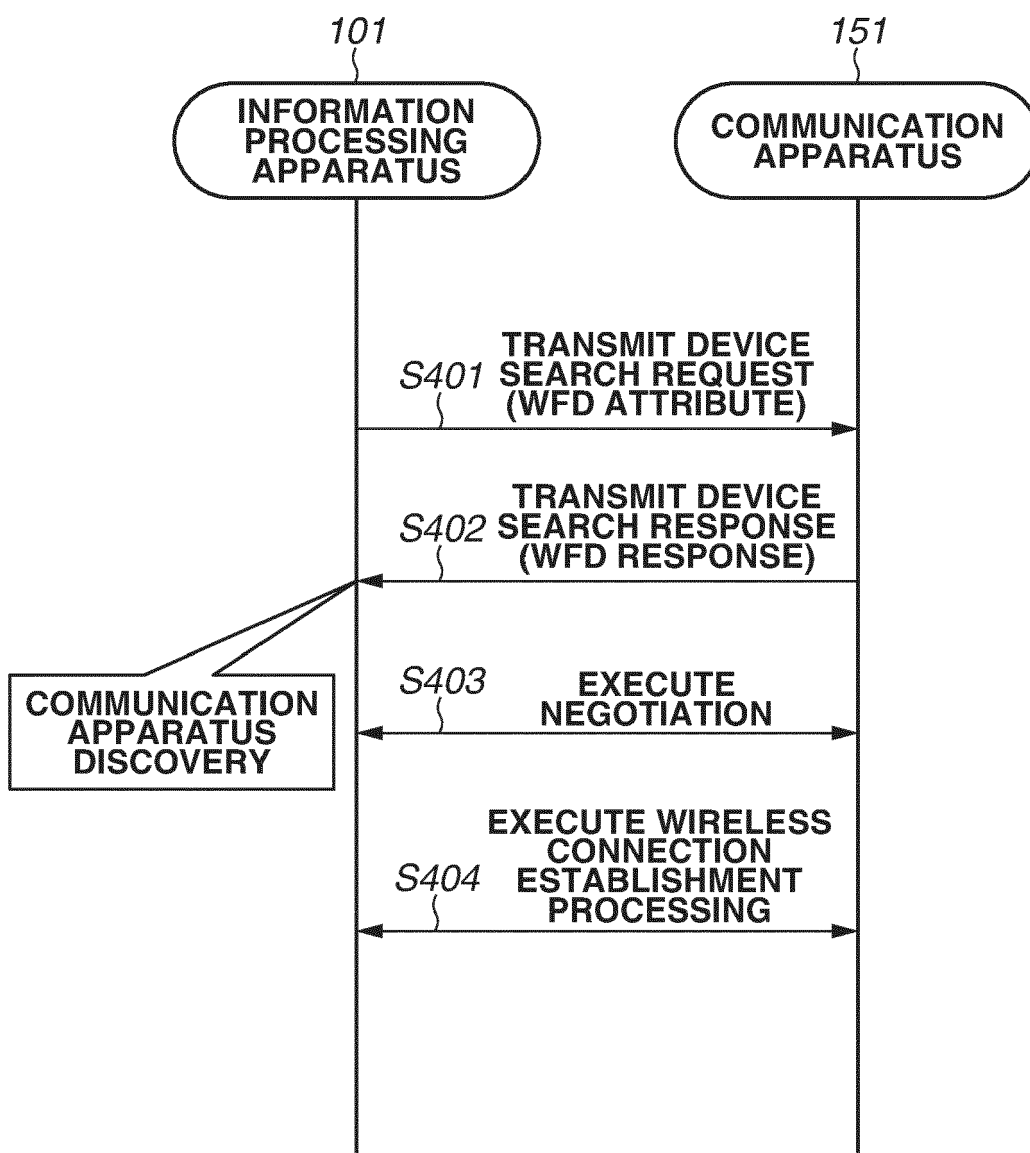 101
151
INFORMATION
PROCESSING
APPARATUS
COMMUNICATION
APPARATUS
TRANSMIT DEVICE
S401 SEARCH REQUEST
(WFD ATTRIBUTE)
TRANSMIT DEVICE
S402 SEARCH RESPONSE
(WFD RESPONSE)
COMMUNICATION
APPARATUS
DISCOVERY
S403 EXECUTE
NEGOTIATION
EXECUTE WIRELESS
CONNECTION
S404 ESTABLISHMENT
PROCESSING